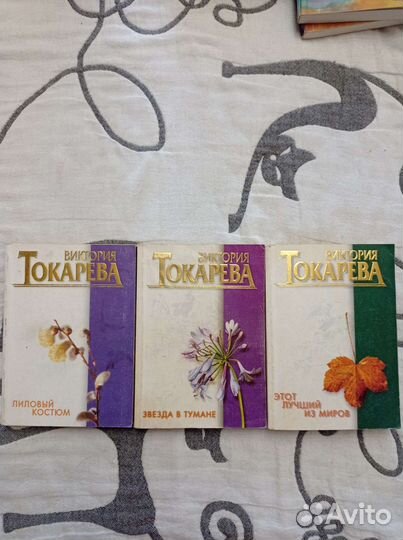 ВИКТОРИЯ
ТОКАРЕВА
ЛИЛОВЫЙ
КОСТЮМ
ВИКТОРИЯ
ТОКАРЕВА
ЗВЕЗДА В ТУМАНЕ
ВИКТОРИЯ
ТОКАРЕВА
ЭТОТ
ЛУЧШИЙ
ИЗ МИРОВ
Avito